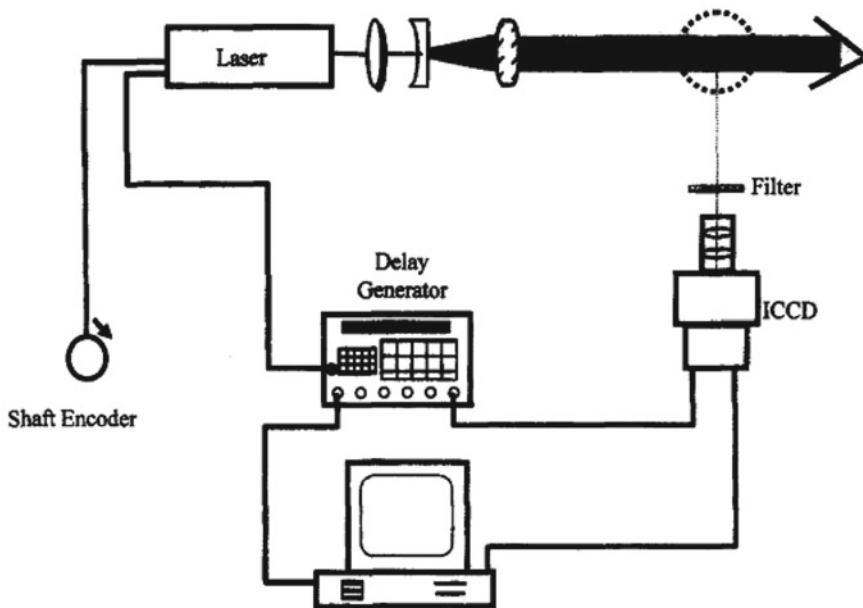 Laser
Filter
Delay
Generator
ICCD
Shaft Encoder